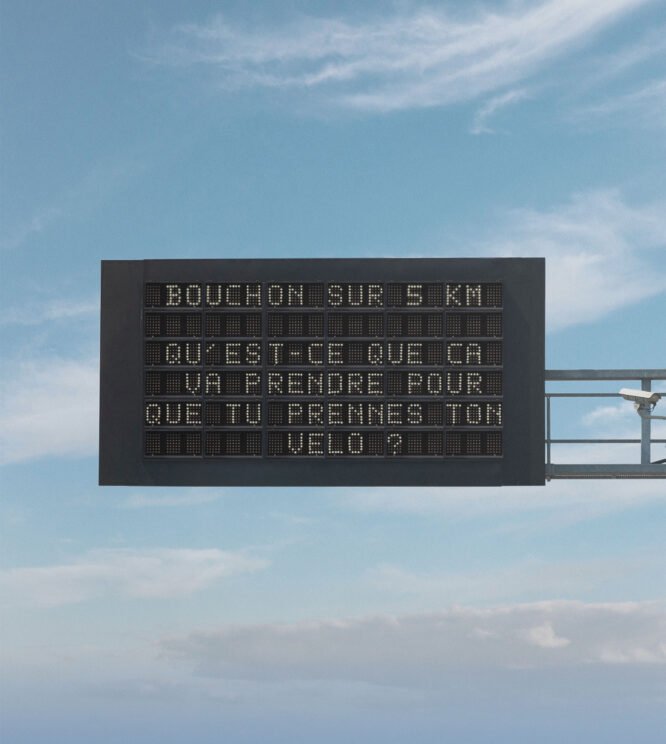 BOUCHON SUR 5 KM
QU'EST-CE QUE CA
VA PRENDRE POUR
QUE TU PRENNES TON
VELO ?